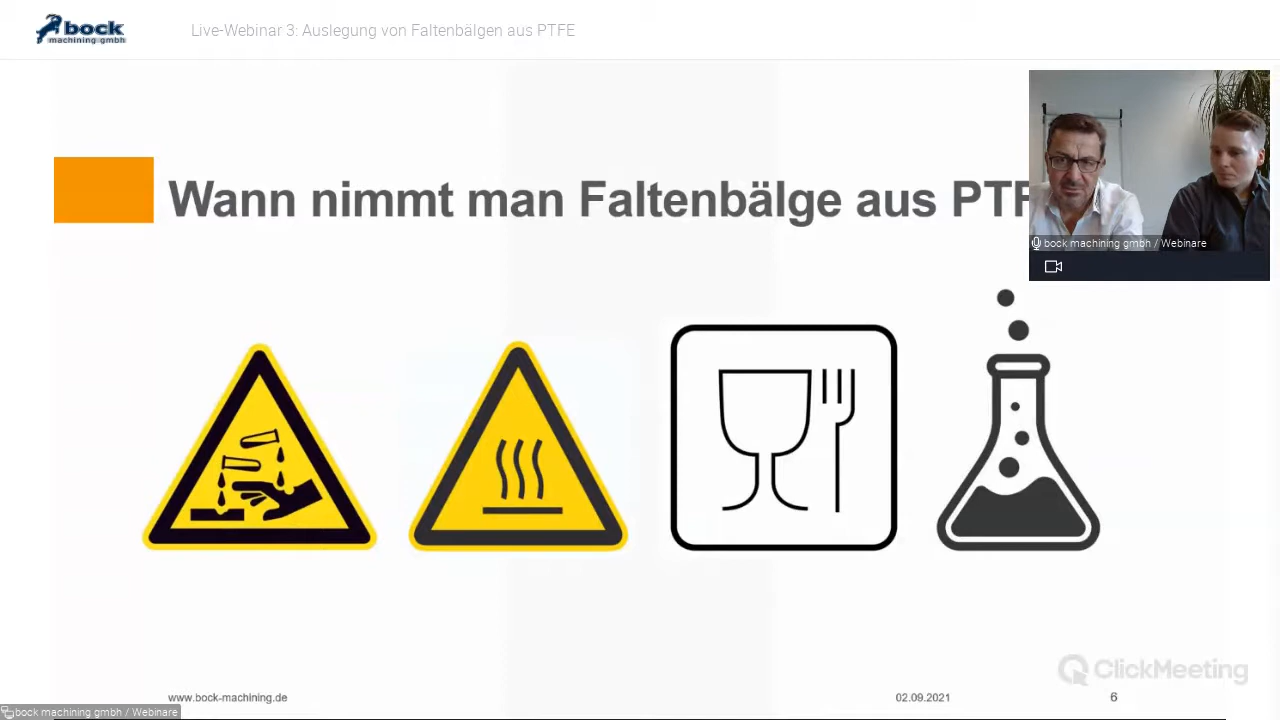 bock
machining gmbh
Live-Webinar 3: Auslegung von Faltenbälgen aus PTFE
Wann nimmt man Faltenbälge aus PTF
bock machining gmbh / Webinare
ClickMeeting
www.bock-machining.de
02.09.2021
6
bock machining gmbh / Webinare